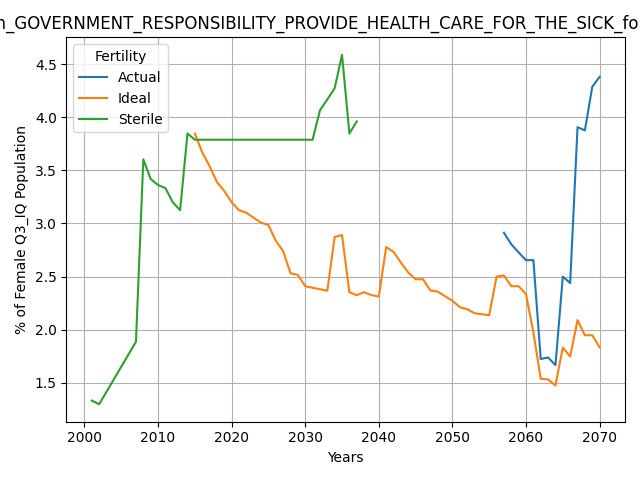 n_GOVERNMENT_RESPONSIBILITY_PROVIDE_HEALTH_CARE_FOR_THE_SICK_fo
Fertility
Actual
Ideal
Sterile
% of Female Q3_IQ Population
4.5
4.0
3.5
3.0
2.5
2.0
1.5
2000 2010 2020 2030 2040 2050 2060 2070
Years